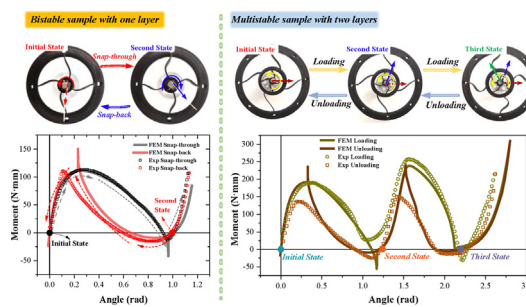 Bistable sample with one layer
Initial State
Snap-through
Second State
Snap-back
FEM Snap-through
FEM Snap-back
Exp Snap-through
Exp Snap-back
Second
State
Initial State
Moment (N·mm)
150
100
50
0
-50
0.0 0.2 0.4 0.6 0.8 1.0 1.2
Angle (rad)
Multistable sample with two layers
Initial State
Loading
Second State
Loading
Third State
Unloading
Unloading
FEM Loading
FEM Unloading
Exp Loading
Exp Unloading
Initial State
Second State
Third State
Moment (N·mm)
300
250
200
150
100
50
0
-50
0.0 0.5 1.0 1.5 2.0 2.5
Angle (rad)